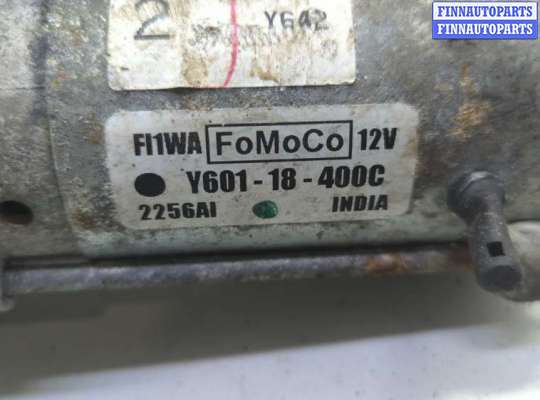 FINNAUTOPARTS
FINNAUTOPARTS
2 Y642
FI1WA FoMoCo 12V
Y601-18-400C
2256AI INDIA